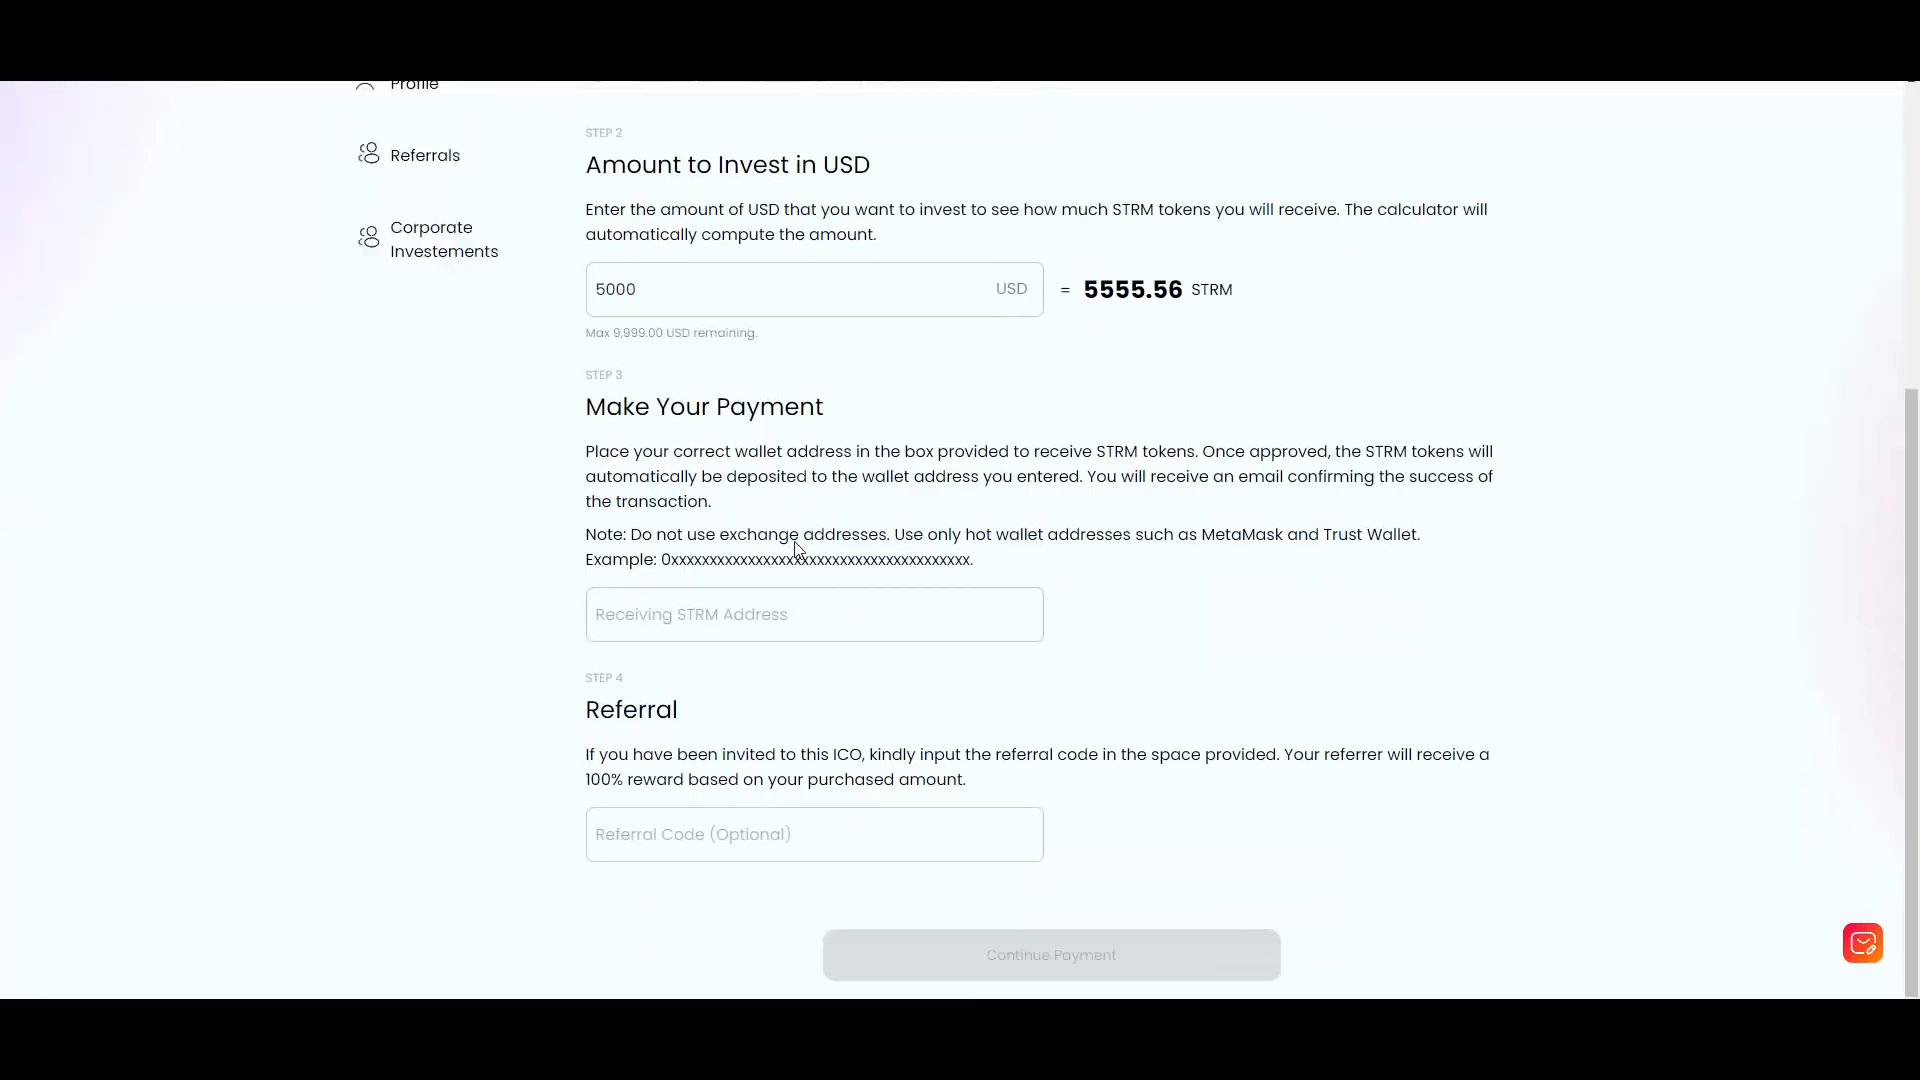 Profile
Referrals
Corporate
Investements
STEP 2
Amount to Invest in USD
Enter the amount of USD that you want to invest to see how much STRM tokens you will receive. The calculator will
automatically compute the amount.
5000 USD = 5555.56 STRM
Max 9,999.00 USD remaining.
STEP 3
Make Your Payment
Place your correct wallet address in the box provided to receive STRM tokens. Once approved, the STRM tokens will
automatically be deposited to the wallet address you entered. You will receive an email confirming the success of
the transaction.
Note: Do not use exchange addresses. Use only hot wallet addresses such as MetaMask and Trust Wallet.
Example: 0xxxxxxxxxxxxxxxxxxxxxxxxxxxxxxxxxxxxxxx.
Receiving STRM Address
STEP 4
Referral
If you have been invited to this ICO, kindly input the referral code in the space provided. Your referrer will receive a
100% reward based on your purchased amount.
Referral Code (Optional)
Continue Payment